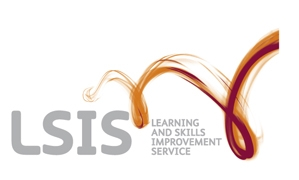 LSIS
LEARNING
AND SKILLS
IMPROVEMENT
SERVICE